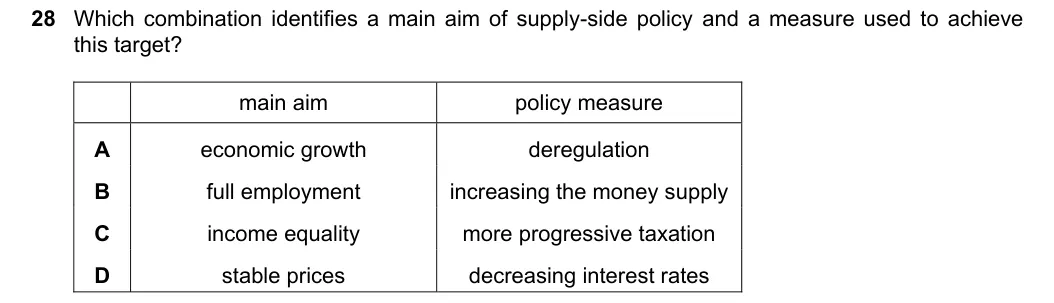 28 Which combination identifies a main aim of supply-side policy and a measure used to achieve
this target?
main aim policy measure
A economic growth deregulation
B full employment increasing the money supply
C income equality more progressive taxation
D stable prices decreasing interest rates